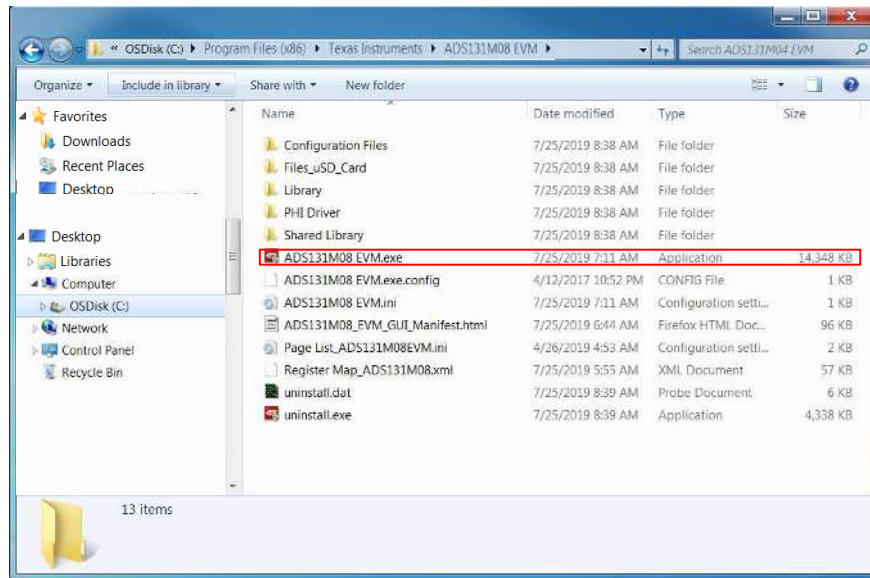 « OSDisk (C:) ▸ Program Files (x86) ▸ Texas Instruments ▸ ADS131M08 EVM ▸ Search ADS131M04 EVM
Organize Include in library Share with New folder
Favorites
Downloads
Recent Places
Desktop
Desktop
Libraries
Computer
OSDisk (C:)
Network
Control Panel
Recycle Bin
Name Date modified Type Size
Configuration Files 7/25/2019 8:38 AM File folder
Files_uSD_Card 7/25/2019 8:38 AM File folder
Library 7/25/2019 8:38 AM File folder
PHI Driver 7/25/2019 8:38 AM File folder
Shared Library 7/25/2019 8:38 AM File folder
ADS131M08 EVM.exe 7/25/2019 7:11 AM Application 14,348 KB
ADS131M08 EVM.exe.config 4/12/2017 10:52 PM CONFIG File 1 KB
ADS131M08 EVM.ini 7/25/2019 7:11 AM Configuration setti... 1 KB
ADS131M08_EVM_GUI_Manifest.html 7/25/2019 6:44 AM Firefox HTML Doc... 96 KB
Page List_ADS131M08EVM.ini 4/26/2019 4:53 AM Configuration setti... 2 KB
Register Map_ADS131M08.xml 7/25/2019 5:55 AM XML Document 57 KB
uninstall.dat 7/25/2019 8:39 AM Probe Document 6 KB
uninstall.exe 7/25/2019 8:39 AM Application 4,338 KB
13 items